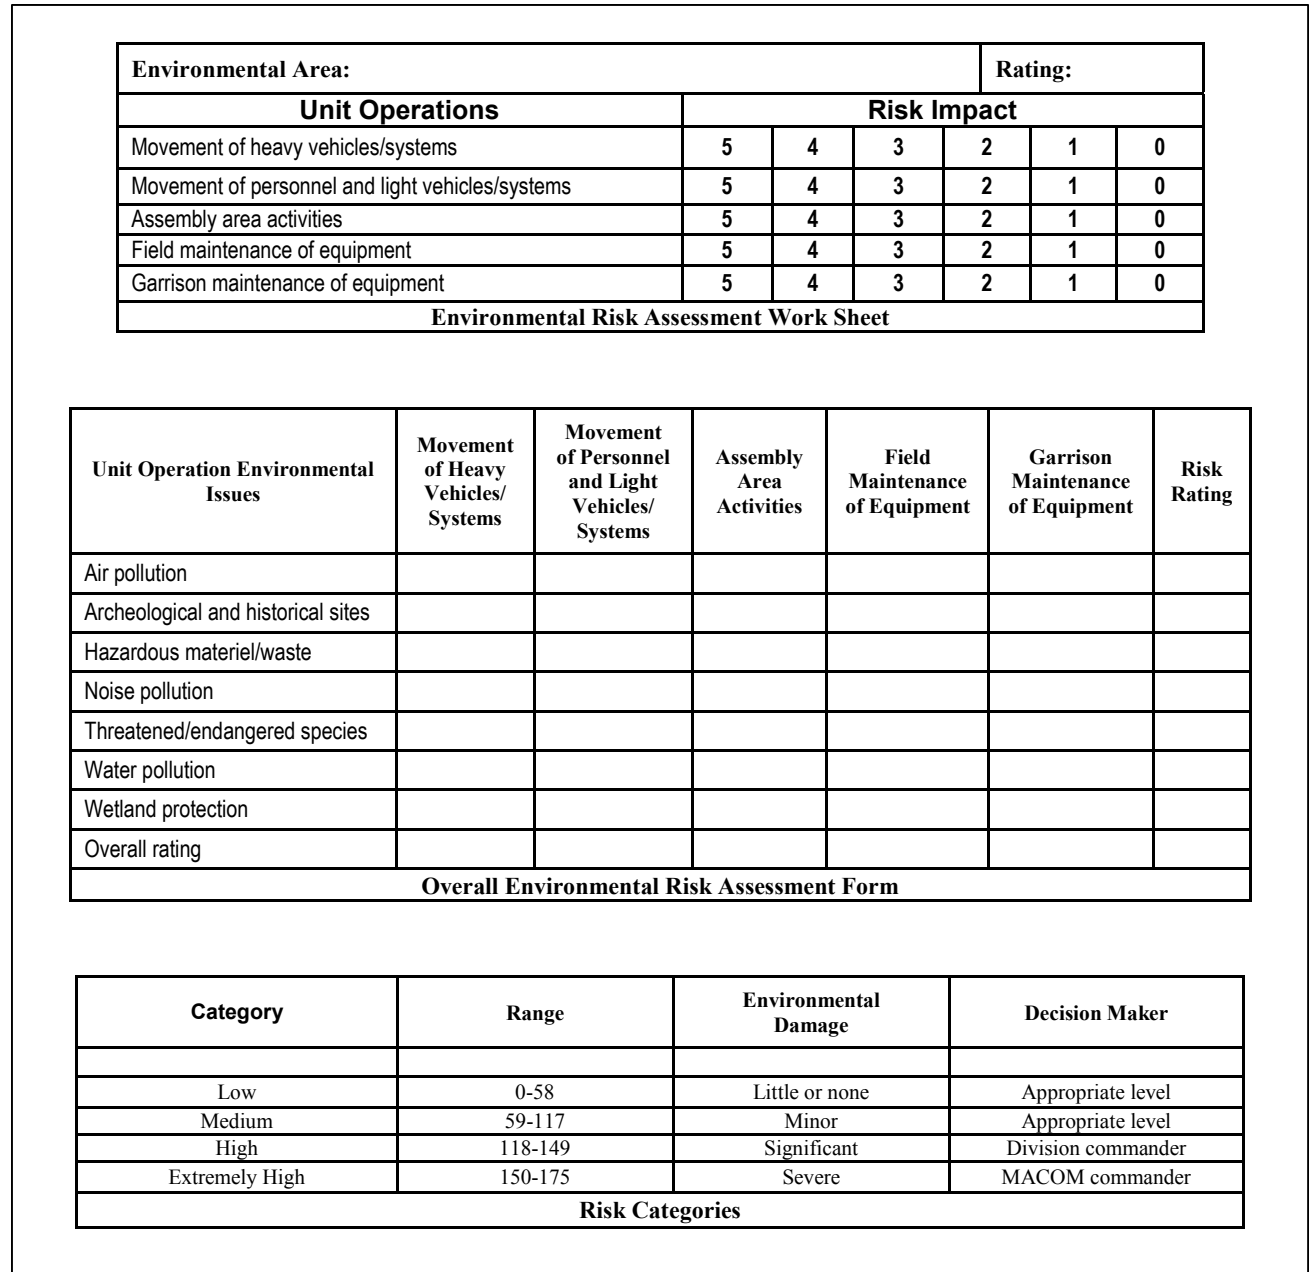 Environmental Area: Rating:
Unit Operations Risk Impact
Movement of heavy vehicles/systems 5 4 3 2 1 0
Movement of personnel and light vehicles/systems 5 4 3 2 1 0
Assembly area activities 5 4 3 2 1 0
Field maintenance of equipment 5 4 3 2 1 0
Garrison maintenance of equipment 5 4 3 2 1 0
Environmental Risk Assessment Work Sheet
Unit Operation Environmental
Issues
Movement
of Heavy
Vehicles/
Systems
Movement
of Personnel
and Light
Vehicles/
Systems
Assembly
Area
Activities
Field
Maintenance
of Equipment
Garrison
Maintenance
of Equipment
Risk
Rating
Air pollution
Archeological and historical sites
Hazardous materiel/waste
Noise pollution
Threatened/endangered species
Water pollution
Wetland protection
Overall rating
Overall Environmental Risk Assessment Form
Category Range Environmental
Damage Decision Maker
Low 0-58 Little or none Appropriate level
Medium 59-117 Minor Appropriate level
High 118-149 Significant Division commander
Extremely High 150-175 Severe MACOM commander
Risk Categories